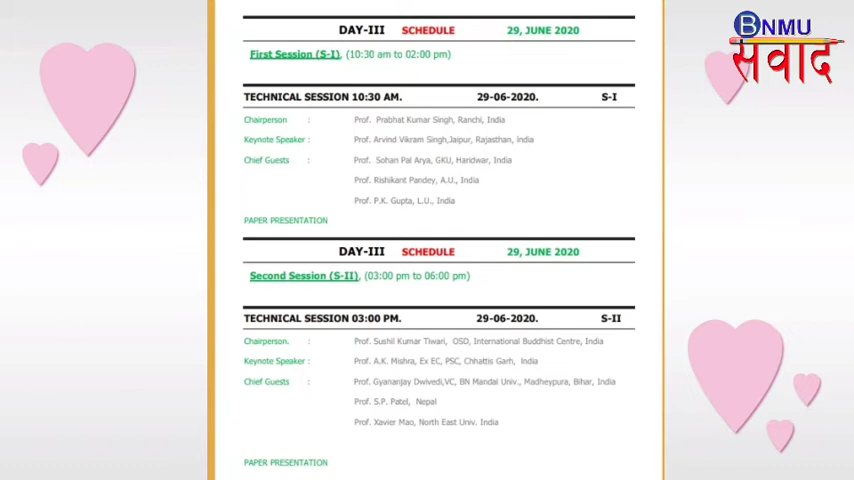 BNMU
संवाद
DAY-III SCHEDULE 29, JUNE 2020
First Session (S-I), (10:30 am to 02:00 pm)
TECHNICAL SESSION 10:30 AM. 29-06-2020. S-I
Chairperson : Prof. Prabhat Kumar Singh, Ranchi, India
Keynote Speaker : Prof. Arvind Vikram Singh,Jaipur, Rajasthan, India
Chief Guests : Prof. Sohan Pal Arya, GKU, Haridwar, India
Prof. Rishikant Pandey, A.U., India
Prof. P.K. Gupta, L.U., India
PAPER PRESENTATION
DAY-III SCHEDULE 29, JUNE 2020
Second Session (S-II), (03:00 pm to 06:00 pm)
TECHNICAL SESSION 03:00 PM. 29-06-2020. S-II
Chairperson. : Prof. Sushil Kumar Tiwari, OSD, International Buddhist Centre, India
Keynote Speaker : Prof. A.K. Mishra, Ex EC, PSC, Chhattis Garh, India
Chief Guests : Prof. Gyananjay Dwivedi,VC, BN Mandal Univ., Madheypura, Bihar, India
Prof. S.P. Patel, Nepal
Prof. Xavier Mao, North East Univ. India
PAPER PRESENTATION